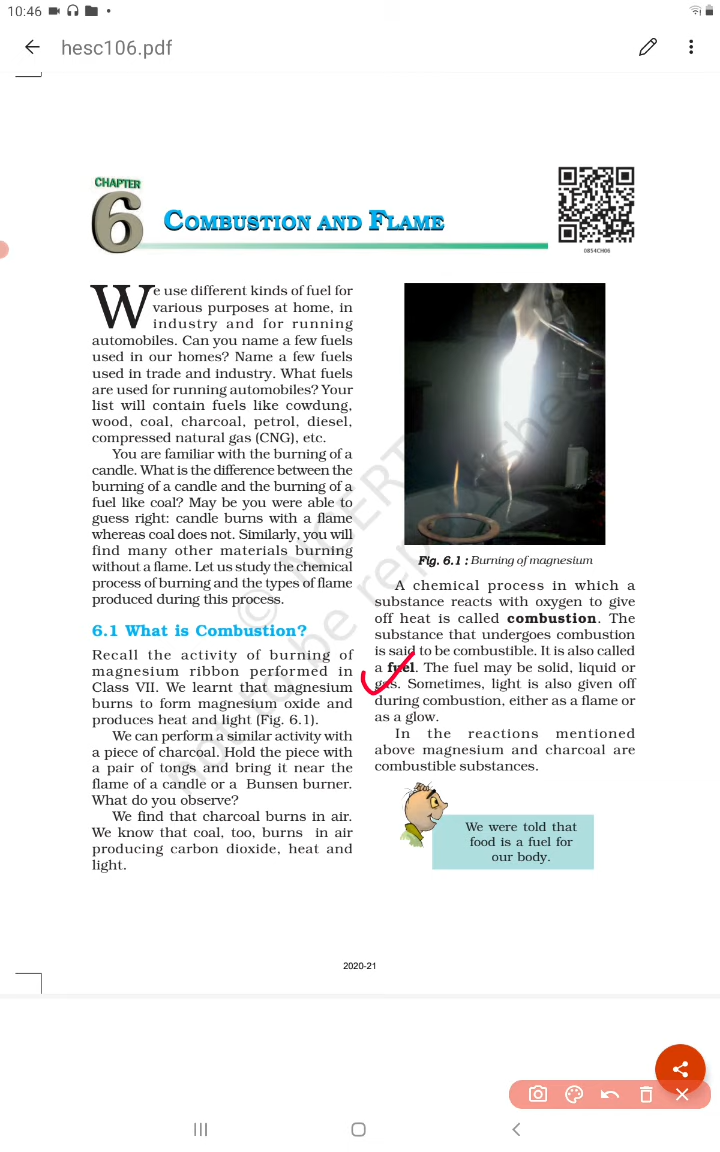 10:46
hesc106.pdf
CHAPTER
6
COMBUSTION AND FLAME
0854CH06
We use different kinds of fuel for
various purposes at home, in
industry and for running
automobiles. Can you name a few fuels
used in our homes? Name a few fuels
used in trade and industry. What fuels
are used for running automobiles? Your
list will contain fuels like cowdung,
wood, coal, charcoal, petrol, diesel,
compressed natural gas (CNG), etc.
You are familiar with the burning of a
candle. What is the difference between the
burning of a candle and the burning of a
fuel like coal? May be you were able to
guess right: candle burns with a flame
whereas coal does not. Similarly, you will
find many other materials burning
without a flame. Let us study the chemical
process of burning and the types of flame
produced during this process.
6.1 What is Combustion?
Recall the activity of burning of
magnesium ribbon performed in
Class VII. We learnt that magnesium
burns to form magnesium oxide and
produces heat and light (Fig. 6.1).
We can perform a similar activity with
a piece of charcoal. Hold the piece with
a pair of tongs and bring it near the
flame of a candle or a Bunsen burner.
What do you observe?
We find that charcoal burns in air.
We know that coal, too, burns in air
producing carbon dioxide, heat and
light.
Fig. 6.1 : Burning of magnesium
A chemical process in which a
substance reacts with oxygen to give
off heat is called combustion. The
substance that undergoes combustion
is said to be combustible. It is also called
a fuel. The fuel may be solid, liquid or
gas. Sometimes, light is also given off
during combustion, either as a flame or
as a glow.
In the reactions mentioned
above magnesium and charcoal are
combustible substances.
We were told that
food is a fuel for
our body.
© NCERT
not to be republished
2020-21